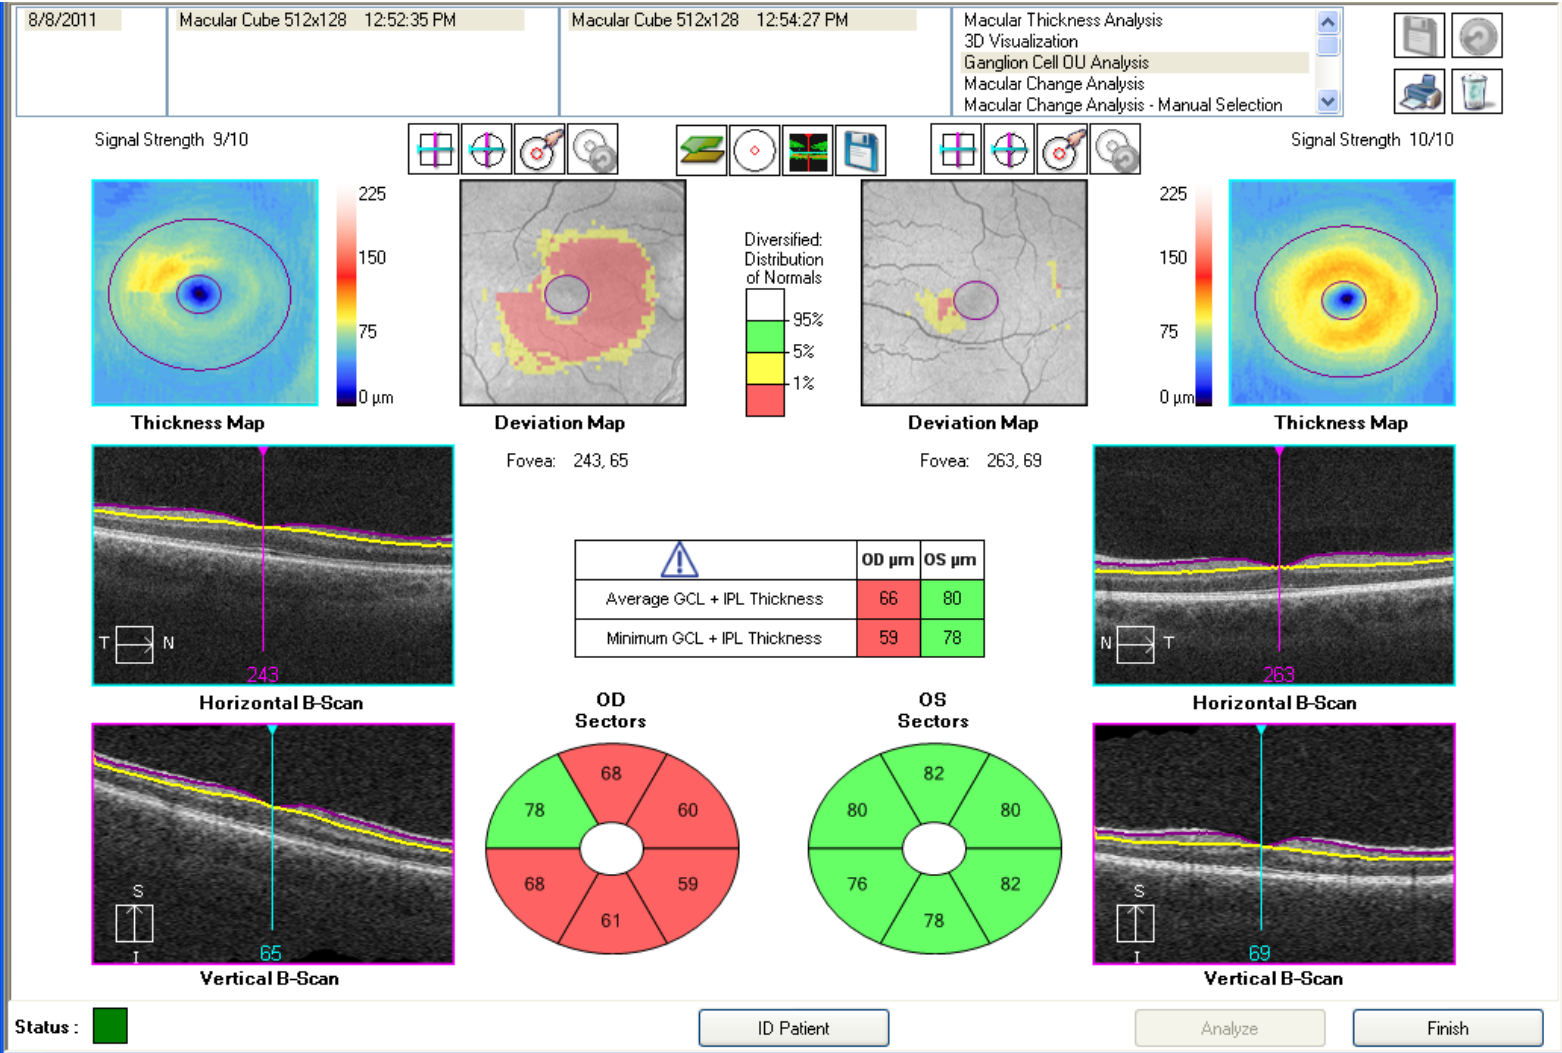 8/8/2011
Macular Cube 512x128 12:52:35 PM
Macular Cube 512x128 12:54:27 PM
Macular Thickness Analysis
3D Visualization
Ganglion Cell OU Analysis
Macular Change Analysis
Macular Change Analysis - Manual Selection
Signal Strength 9/10
Signal Strength 10/10
225
150
75
0 µm
Thickness Map
Deviation Map
Fovea: 243, 65
Diversified:
Distribution
of Normals
95%
5%
1%
Deviation Map
Fovea: 263, 69
225
150
75
0 µm
Thickness Map
T N
243
Horizontal B-Scan
OD µm OS µm
Average GCL + IPL Thickness 66 80
Minimum GCL + IPL Thickness 59 78
N T
263
Horizontal B-Scan
S
I
65
Vertical B-Scan
OD
Sectors
68
78 60
68 59
61
OS
Sectors
82
80 80
76 82
78
S
I
69
Vertical B-Scan
Status :
ID Patient
Analyze
Finish